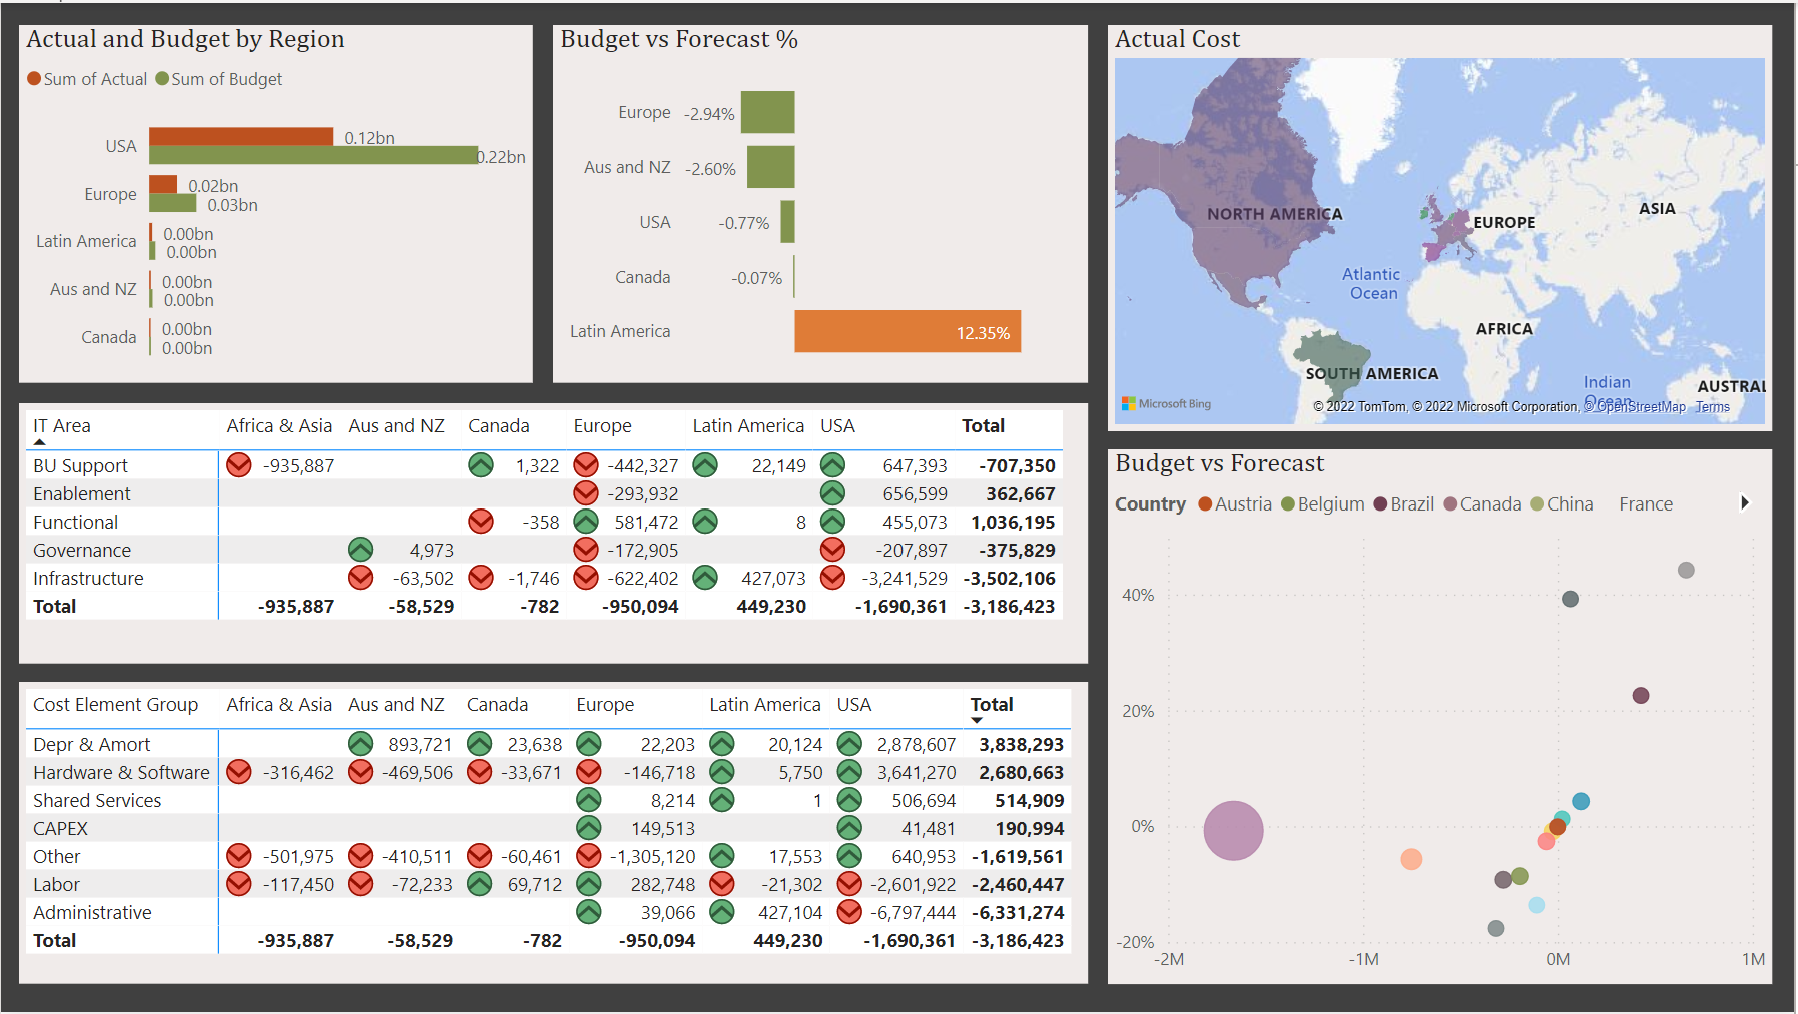 Actual and Budget by Region
Sum of Actual Sum of Budget
USA 0.12bn
0.22bn
Europe 0.02bn
0.03bn
Latin America 0.00bn
0.00bn
Aus and NZ 0.00bn
0.00bn
Canada 0.00bn
0.00bn
Budget vs Forecast %
Europe -2.94%
Aus and NZ -2.60%
USA -0.77%
Canada -0.07%
Latin America 12.35%
Actual Cost
NORTH AMERICA
EUROPE
ASIA
Atlantic
Ocean
AFRICA
SOUTH AMERICA
Indian
Ocean
AUSTRAL
Microsoft Bing
© 2022 TomTom, © 2022 Microsoft Corporation, © OpenStreetMap Terms
IT Area Africa & Asia Aus and NZ Canada Europe Latin America USA Total
BU Support -935,887 1,322 -442,327 22,149 647,393 -707,350
Enablement -293,932 656,599 362,667
Functional -358 581,472 8 455,073 1,036,195
Governance 4,973 -172,905 -207,897 -375,829
Infrastructure -63,502 -1,746 -622,402 427,073 -3,241,529 -3,502,106
Total -935,887 -58,529 -782 -950,094 449,230 -1,690,361 -3,186,423
Cost Element Group Africa & Asia Aus and NZ Canada Europe Latin America USA Total
Depr & Amort 893,721 23,638 22,203 20,124 2,878,607 3,838,293
Hardware & Software -316,462 -469,506 -33,671 -146,718 5,750 3,641,270 2,680,663
Shared Services 8,214 1 506,694 514,909
CAPEX 149,513 41,481 190,994
Other -501,975 -410,511 -60,461 -1,305,120 17,553 640,953 -1,619,561
Labor -117,450 -72,233 69,712 282,748 -21,302 -2,601,922 -2,460,447
Administrative 39,066 427,104 -6,797,444 -6,331,274
Total -935,887 -58,529 -782 -950,094 449,230 -1,690,361 -3,186,423
Budget vs Forecast
Country Austria Belgium Brazil Canada China France
40%
20%
0%
-20%
-2M -1M 0M 1M